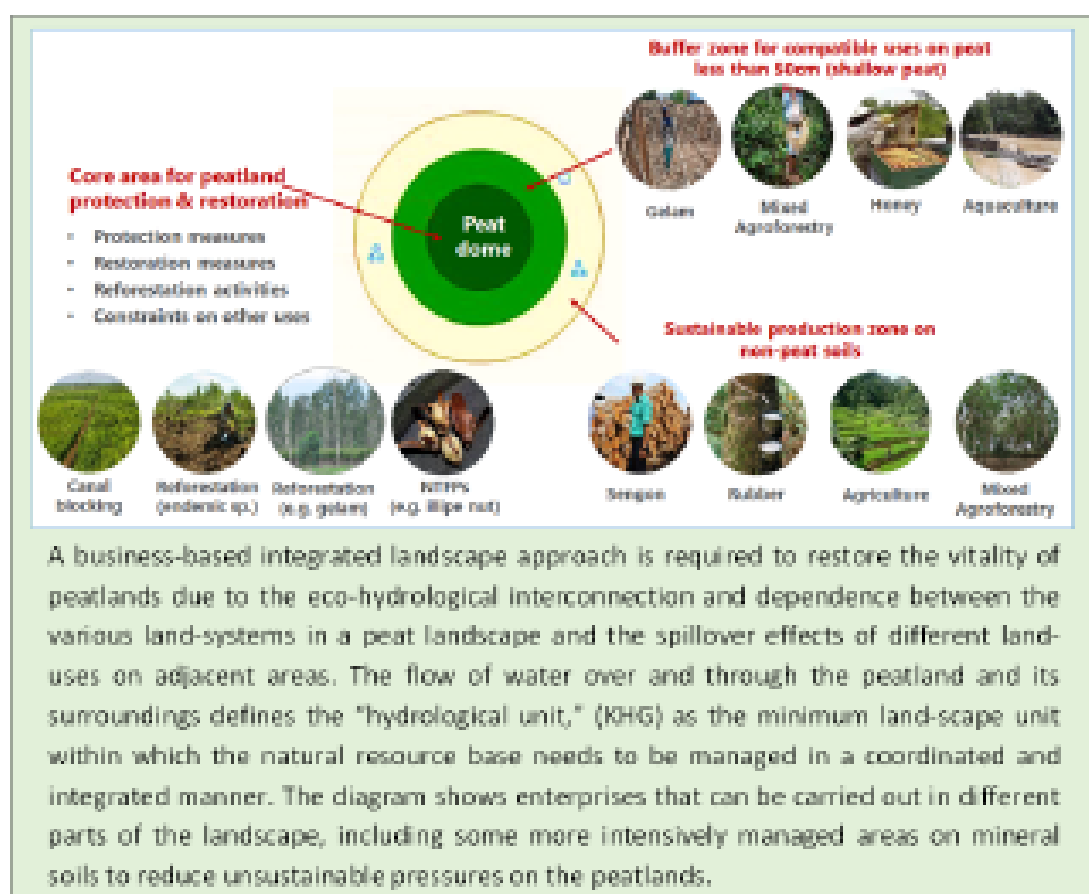 Buffer zone for compatible uses on peat
less than 50cm (shallow peat)
Core area for peatland
protection & restoration
- Protection measures
- Restoration measures
- Reforestation activities
- Constraints on other uses
Peat
dome
Gelam
Mixed
Agroforestry
Honey
Aquaculture
Sustainable production zone on
non-peat soils
Canal
blocking
Reforestation
(endemic sp.)
Reforestation
(e.g. gelam)
NTFPs
(e.g. illipe nut)
Sengon
Rubber
Agriculture
Mixed
Agroforestry
A business-based integrated landscape approach is required to restore the vitality of
peatlands due to the eco-hydrological interconnection and dependence between the
various land-systems in a peat landscape and the spillover effects of different land-
uses on adjacent areas. The flow of water over and through the peatland and its
surroundings defines the "hydrological unit," (KHG) as the minimum land-scape unit
within which the natural resource base needs to be managed in a coordinated and
integrated manner. The diagram shows enterprises that can be carried out in different
parts of the landscape, including some more intensively managed areas on mineral
soils to reduce unsustainable pressures on the peatlands.